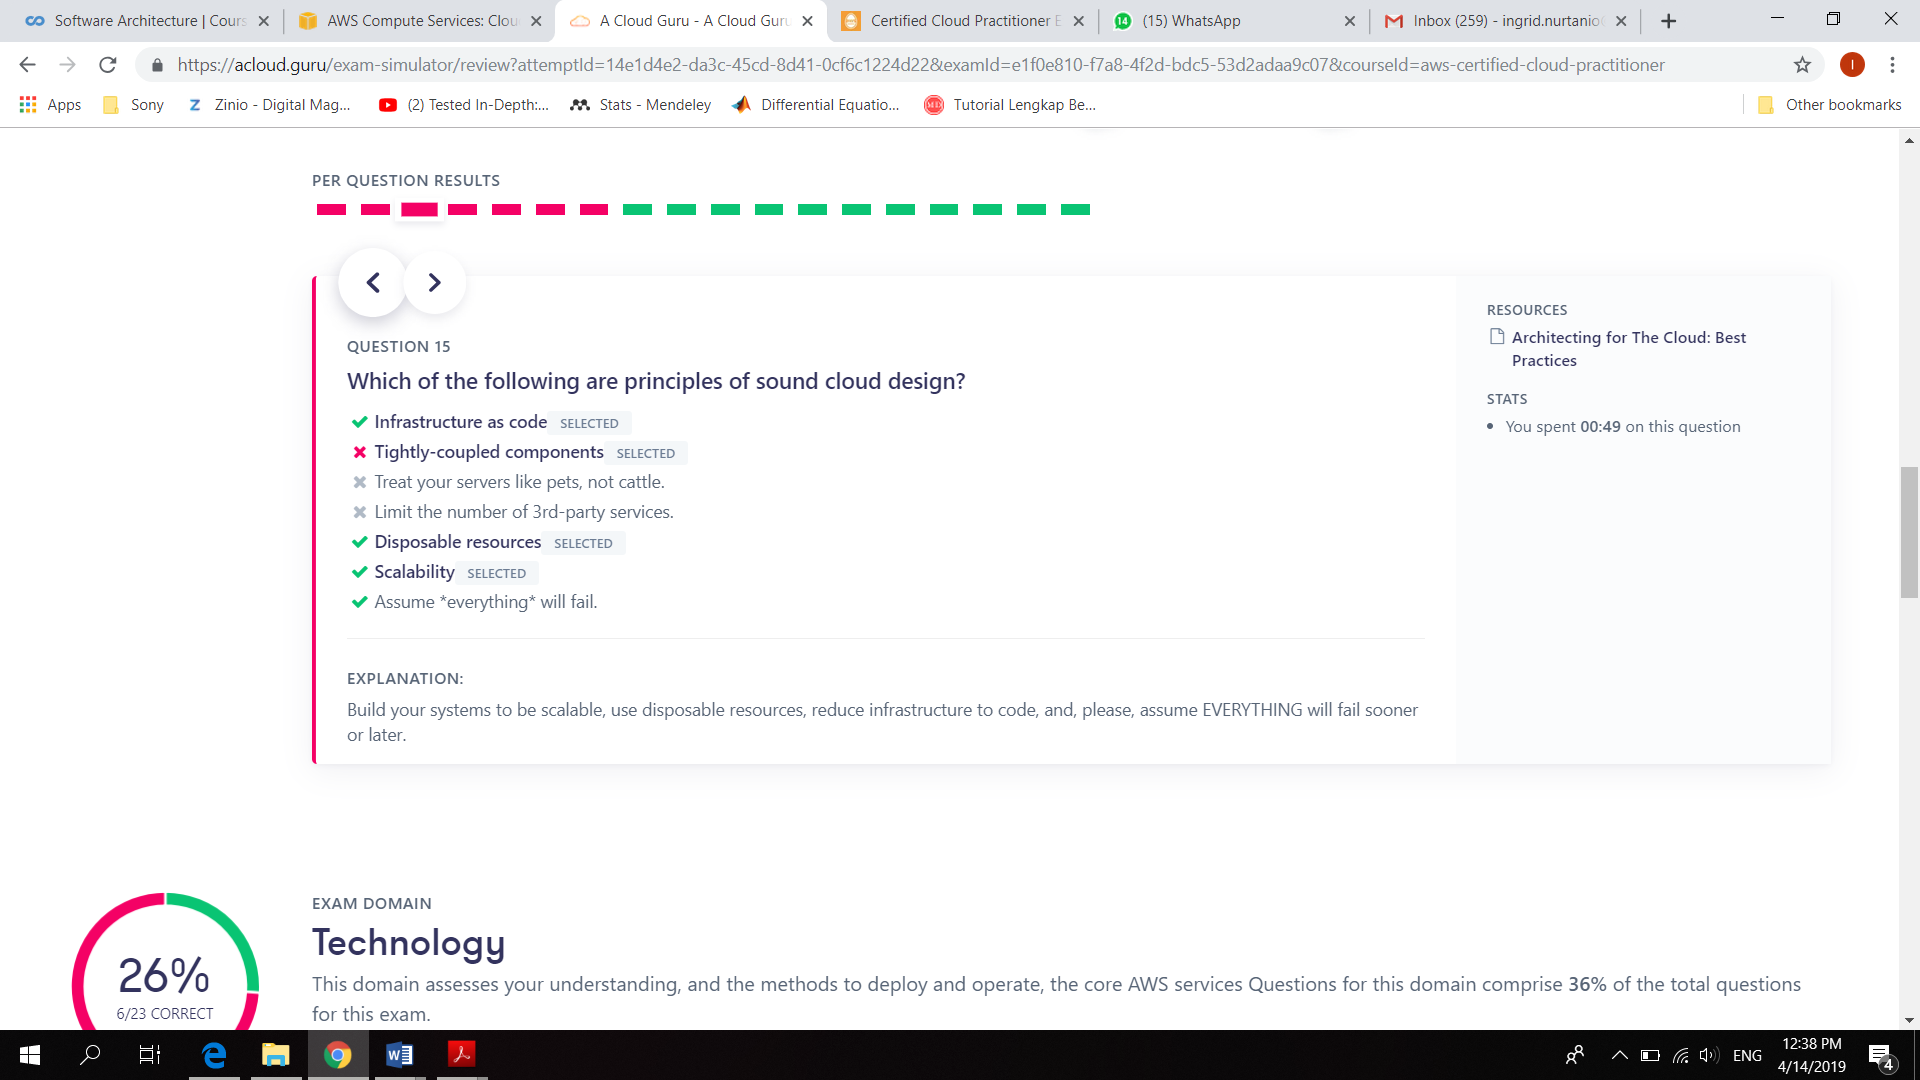 Software Architecture | Cours
AWS Compute Services: Clou
A Cloud Guru - A Cloud Guru
Certified Cloud Practitioner E
14
(15) WhatsApp
Inbox (259) - ingrid.nurtanio
https://acloud.guru/exam-simulator/review?attemptId=14e1d4e2-da3c-45cd-8d41-0cf6c1224d22&examId=e1f0e810-f7a8-4f2d-bdc5-53d2adaa9c07&courseId=aws-certified-cloud-practitioner
I
Apps
Sony
Zinio - Digital Mag...
(2) Tested In-Depth:...
Stats - Mendeley
Differential Equatio...
Tutorial Lengkap Be...
Other bookmarks
PER QUESTION RESULTS
QUESTION 15
Which of the following are principles of sound cloud design?
Infrastructure as code SELECTED
Tightly-coupled components SELECTED
Treat your servers like pets, not cattle.
Limit the number of 3rd-party services.
Disposable resources SELECTED
Scalability SELECTED
Assume *everything* will fail.
EXPLANATION:
Build your systems to be scalable, use disposable resources, reduce infrastructure to code, and, please, assume EVERYTHING will fail sooner
or later.
RESOURCES
Architecting for The Cloud: Best
Practices
STATS
You spent 00:49 on this question
26%
6/23 CORRECT
EXAM DOMAIN
Technology
This domain assesses your understanding, and the methods to deploy and operate, the core AWS services Questions for this domain comprise 36% of the total questions
for this exam.
ENG
12:38 PM
4/14/2019
4